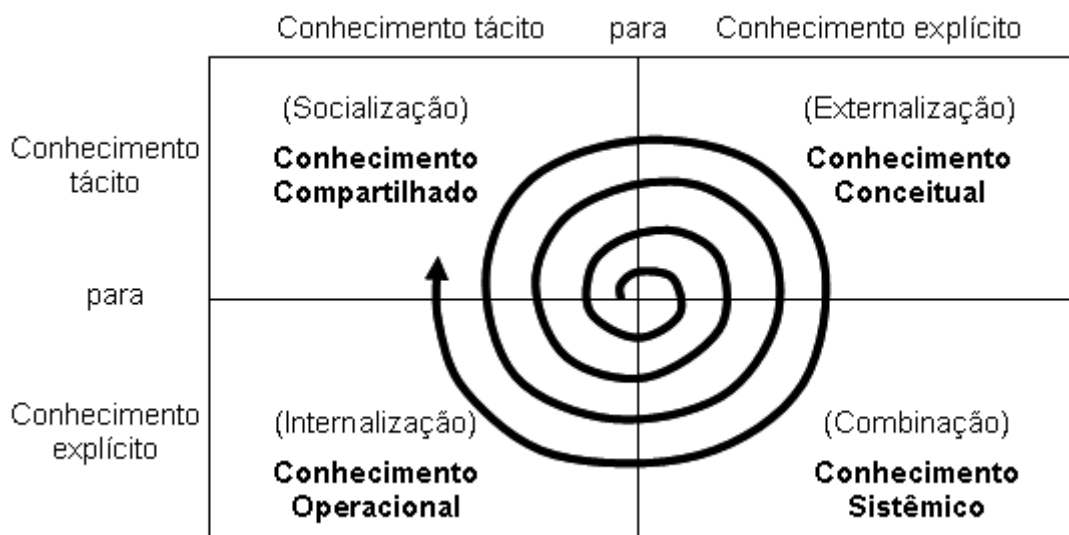 Conhecimento tácito para Conhecimento explícito
(Socialização)
Conhecimento
Compartilhado
(Externalização)
Conhecimento
Conceitual
Conhecimento
tácito
para
Conhecimento
explícito
(Internalização)
Conhecimento
Operacional
(Combinação)
Conhecimento
Sistêmico